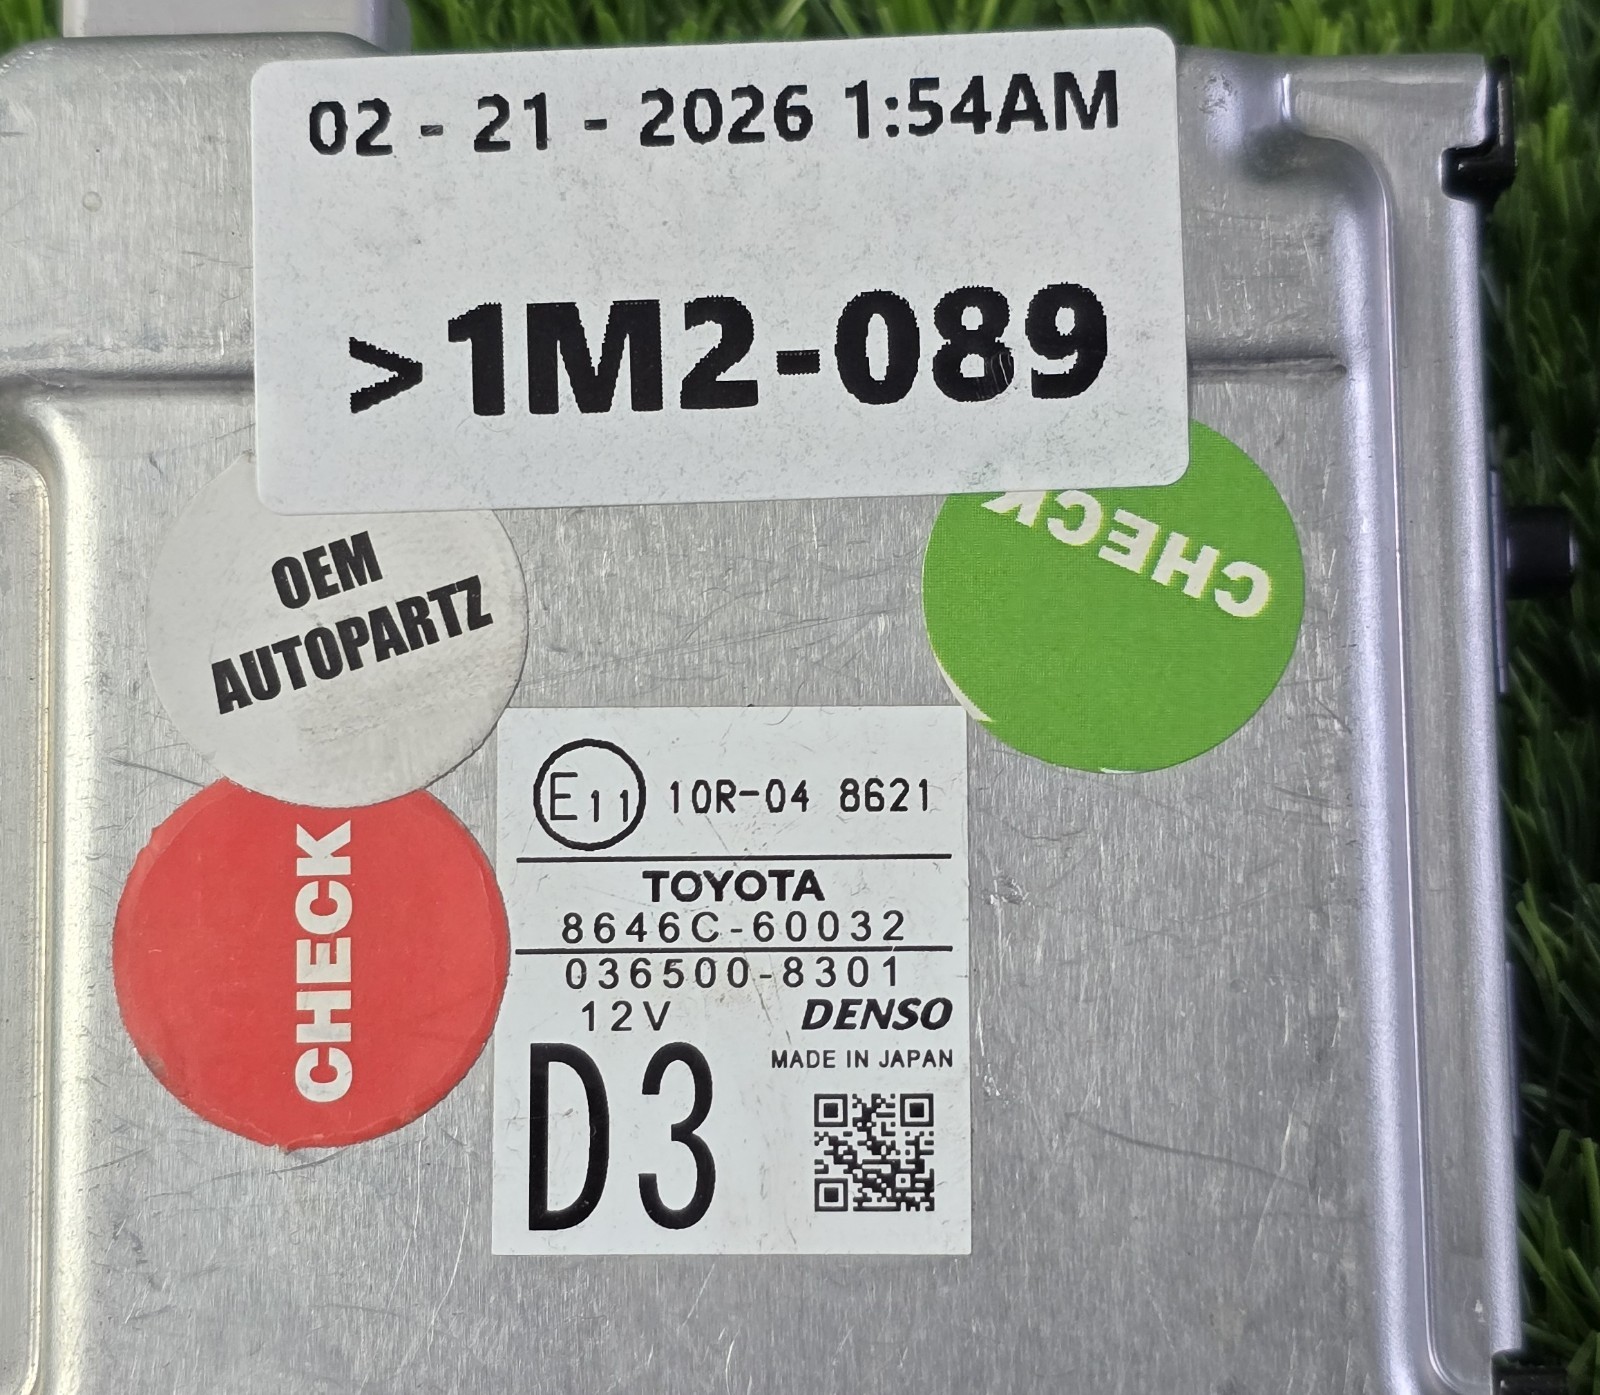 02 - 21 - 2026 1:54AM
>1M2-089
OEM
AUTOPARTZ
CHECK
CHECK
E11 10R-04 8621
TOYOTA
8646C-60032
036500-8301
12V DENSO
MADE IN JAPAN
D3